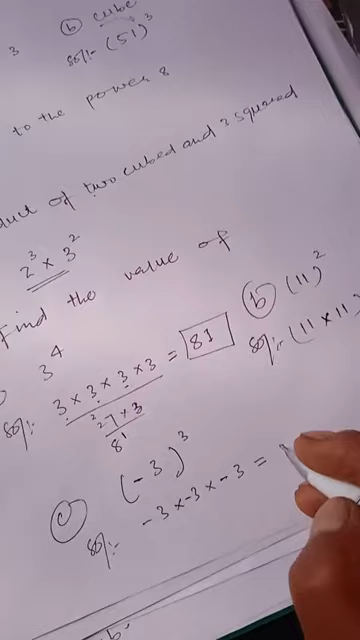 3 (b) cube
Sol:- (51)³
to the power 8
duct of two cubed and 3 squared
2³ × 3²
Find the value of
3⁴ (b) (11)²
Sol:- 3 × 3 × 3 × 3 = 81 Sol:- (11 × 11)
27 × 3
81
(c) (-3)³
Sol:- -3 × -3 × -3 =